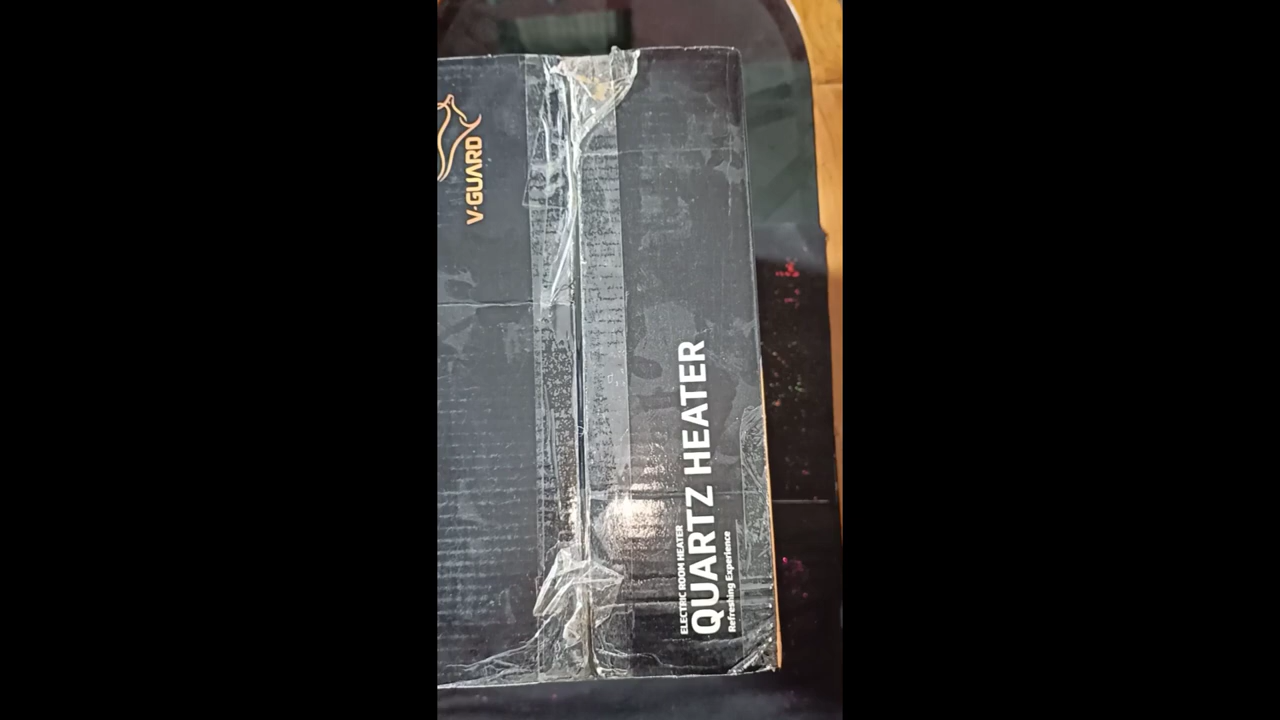 V-GUARD
ELECTRIC ROOM HEATER
QUARTZ HEATER
Refreshing Experience